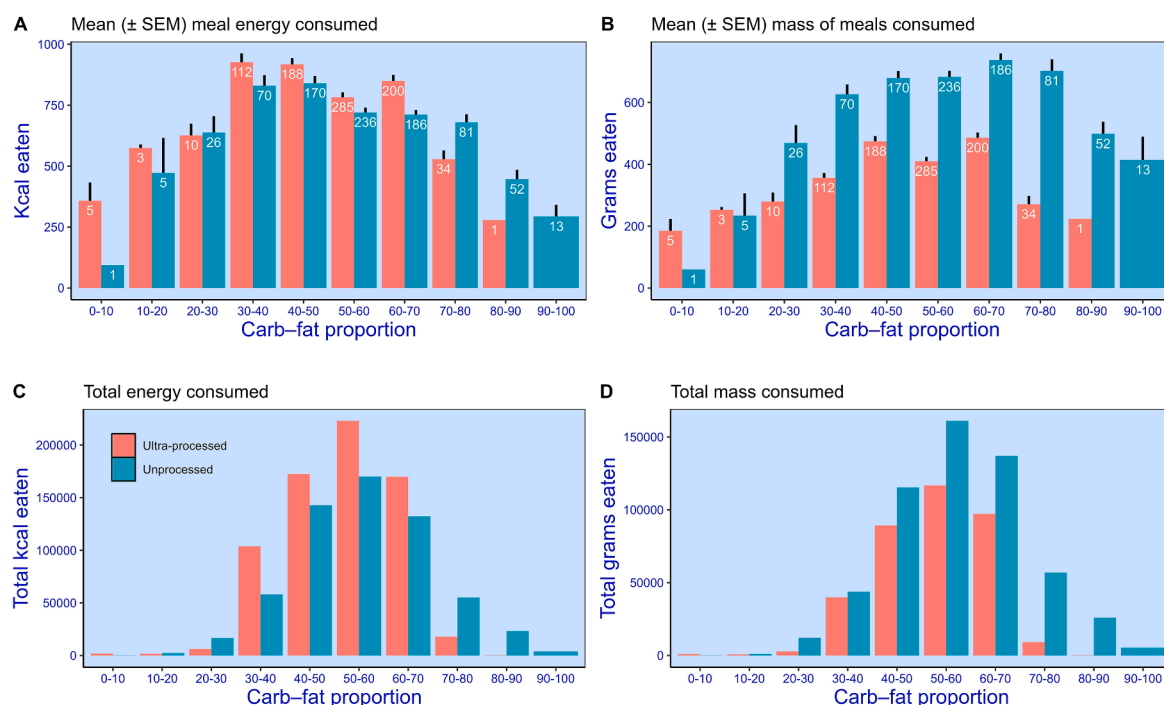 A Mean (± SEM) meal energy consumed
1000
750
500
250
0
Kcal eaten
5 1 3 5 10 26 112 70 188 170 285 236 200 186 34 81 1 52 13
0-10 10-20 20-30 30-40 40-50 50-60 60-70 70-80 80-90 90-100
Carb–fat proportion
B Mean (± SEM) mass of meals consumed
600
400
200
0
Grams eaten
5 1 3 5 10 26 112 70 188 170 285 236 200 186 34 81 1 52 13
0-10 10-20 20-30 30-40 40-50 50-60 60-70 70-80 80-90 90-100
Carb–fat proportion
C Total energy consumed
200000
150000
100000
50000
0
Total kcal eaten
Ultra-processed
Unprocessed
0-10 10-20 20-30 30-40 40-50 50-60 60-70 70-80 80-90 90-100
Carb–fat proportion
D Total mass consumed
150000
100000
50000
0
Total grams eaten
0-10 10-20 20-30 30-40 40-50 50-60 60-70 70-80 80-90 90-100
Carb–fat proportion